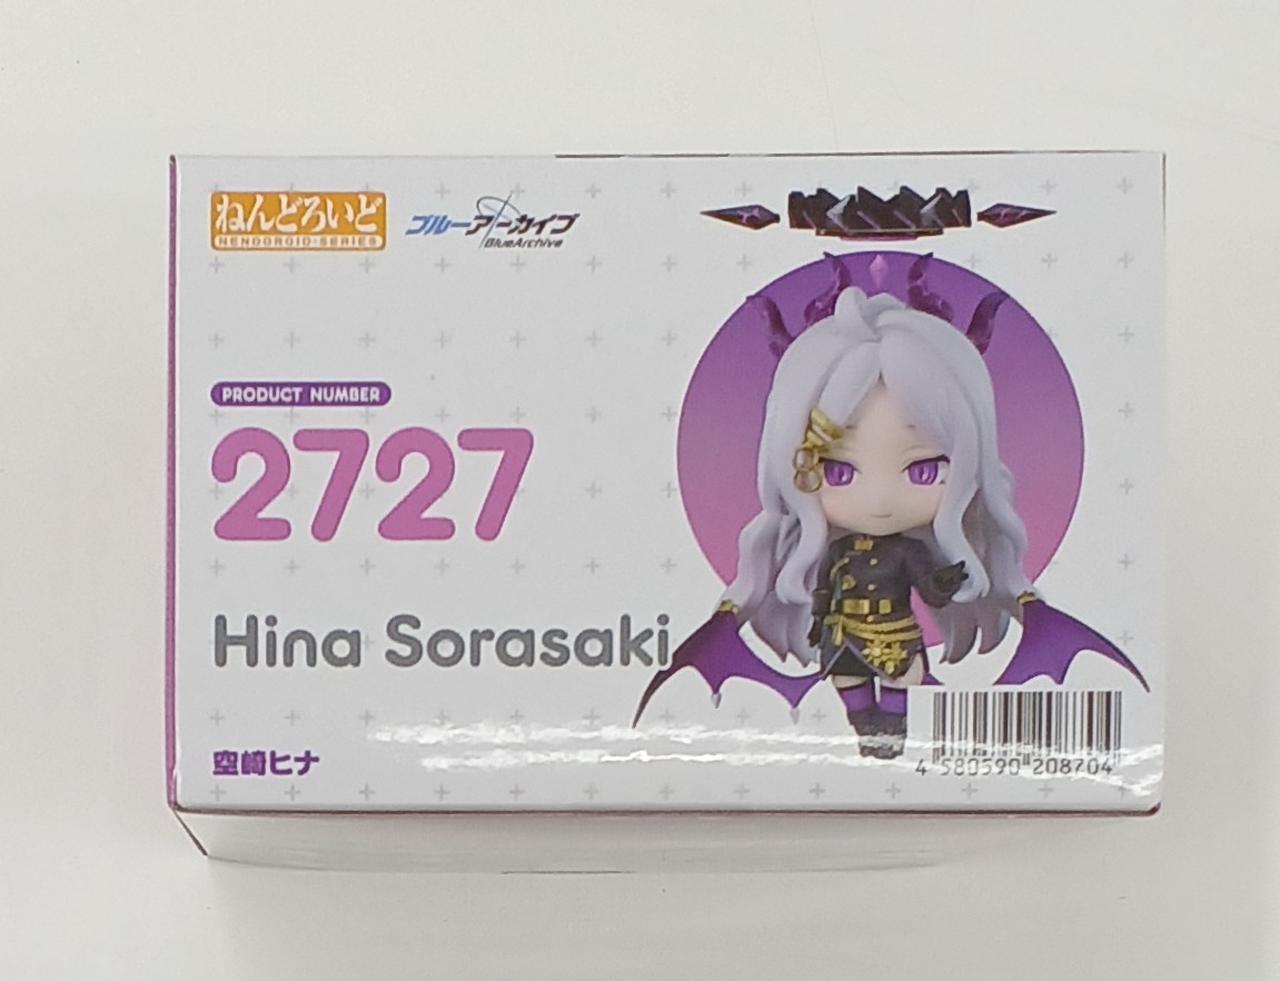 ねんどろいど
NENDOROID SERIES
ブルーアーカイブ
BlueArchive
PRODUCT NUMBER
2727
Hina Sorasaki
空崎ヒナ
4 580590 208704